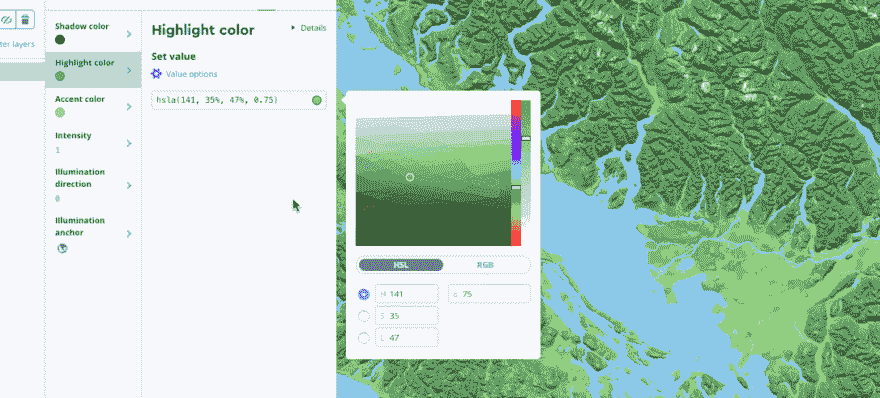 ter layers
Shadow color
Highlight color
Accent color
Intensity
1
Illumination
direction
0
Illumination
anchor
Highlight color
Details
Set value
Value options
hsla(141, 35%, 47%, 0.75)
HSL
RGB
H 141
a 75
S 35
L 47